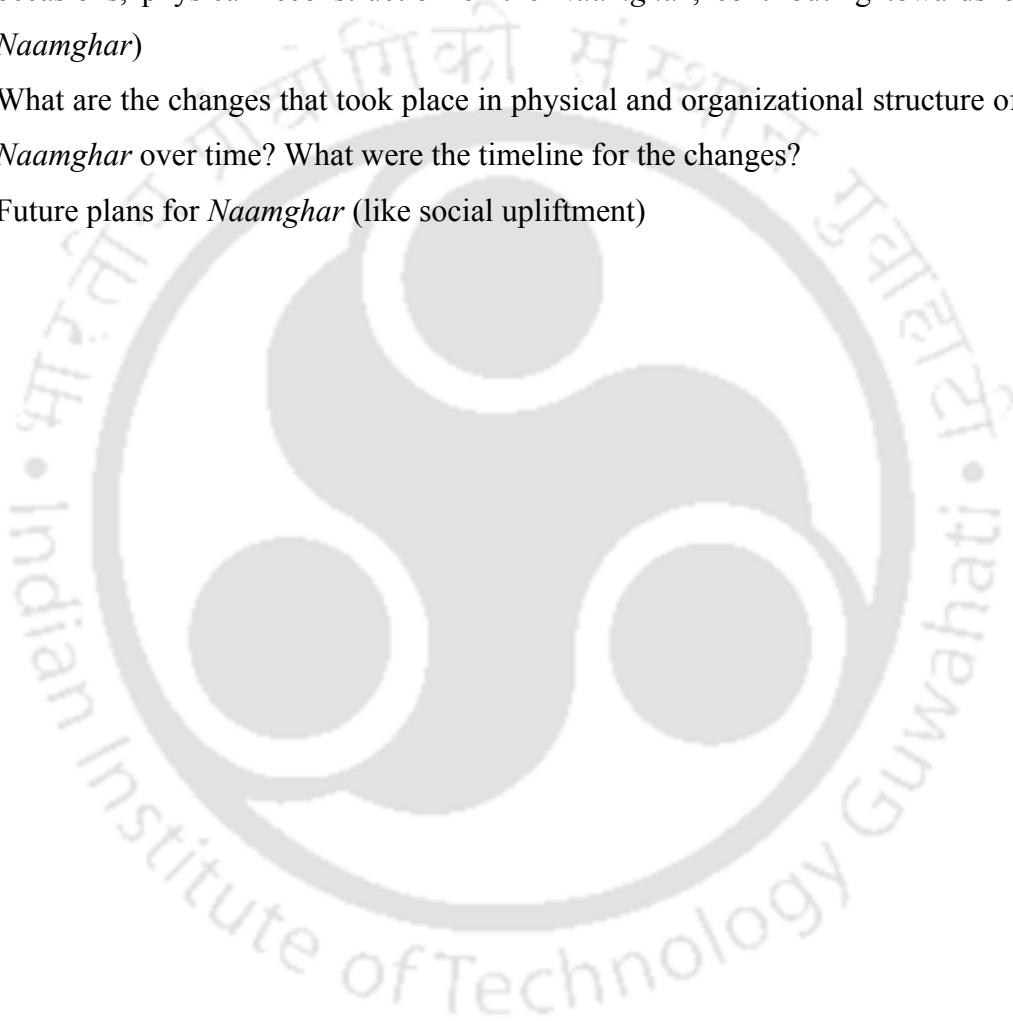 occasions, physical reconstruction of the Naamghar, contributing towards
Naamghar)
What are the changes that took place in physical and organizational structure of
Naamghar over time? What were the timeline for the changes?
Future plans for Naamghar (like social upliftment)
भारतीय प्रौद्योगिकी संस्थान गुवाहाटी
• Indian Institute of Technology Guwahati •